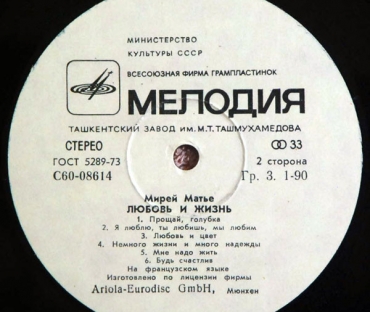 МИНИСТЕРСТВО
КУЛЬТУРЫ СССР
ВСЕСОЮЗНАЯ ФИРМА ГРАМПЛАСТИНОК
МЕЛОДИЯ
ТАШКЕНТСКИЙ ЗАВОД ИМ. М.Т. ТАШМУХАМЕДОВА
СТЕРЕО 33
ГОСТ 5289-73 2 сторона
С60-08614 Гр. 3. 1-90
Мирей Матье
ЛЮБОВЬ И ЖИЗНЬ
1. Прощай, голубка
2. Я люблю, ты любишь, мы любим
3. Любовь и цвет
4. Немного жизни и много надежды
5. Мне надо жить
6. Будь счастлив
На французском языке
Изготовлено по лицензии фирмы
Ariola-Eurodisc GmbH, Мюнхен